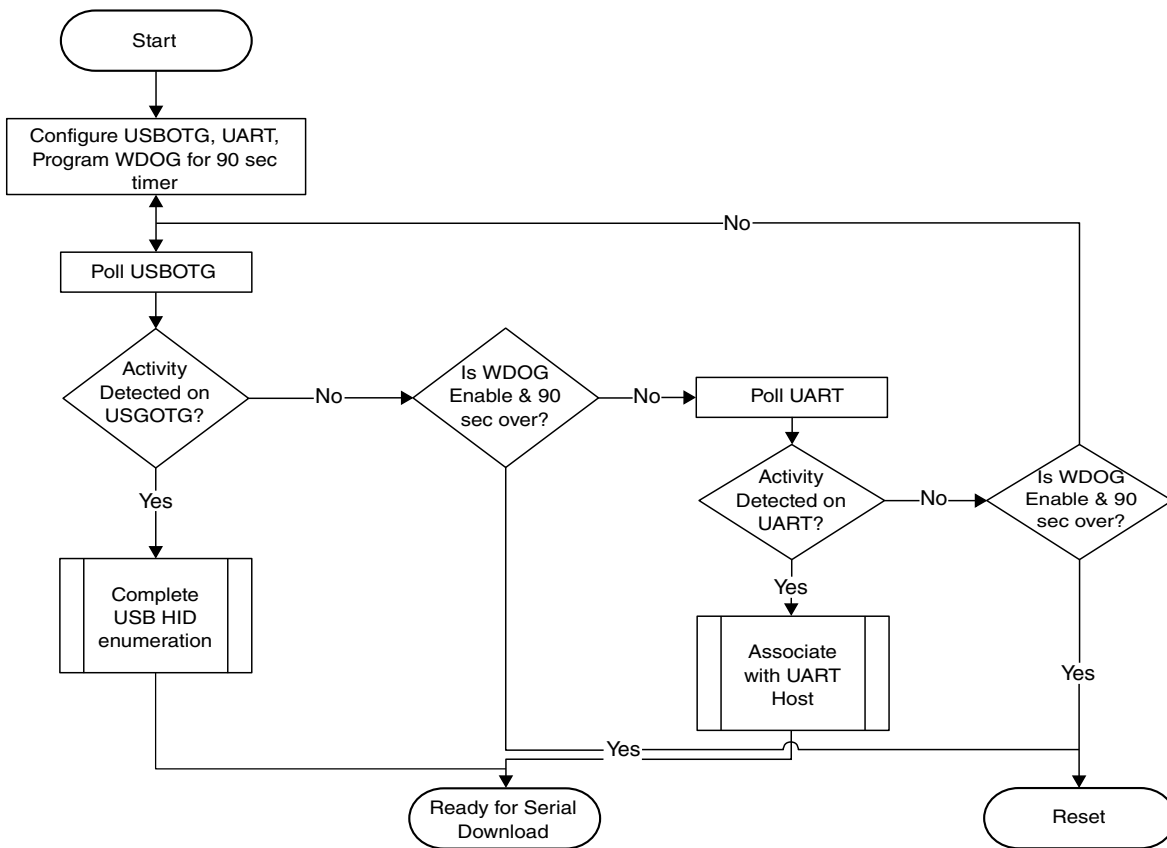 Start
Configure USBOTG, UART,
Program WDOG for 90 sec
timer
No
Poll USBOTG
Activity
Detected on
USGOTG?
No
Is WDOG
Enable & 90
sec over?
No
Poll UART
Activity
Detected on
UART?
No
Is WDOG
Enable & 90
sec over?
Yes
Complete
USB HID
enumeration
Yes
Associate
with UART
Host
Yes
Yes
Ready for Serial
Download
Reset